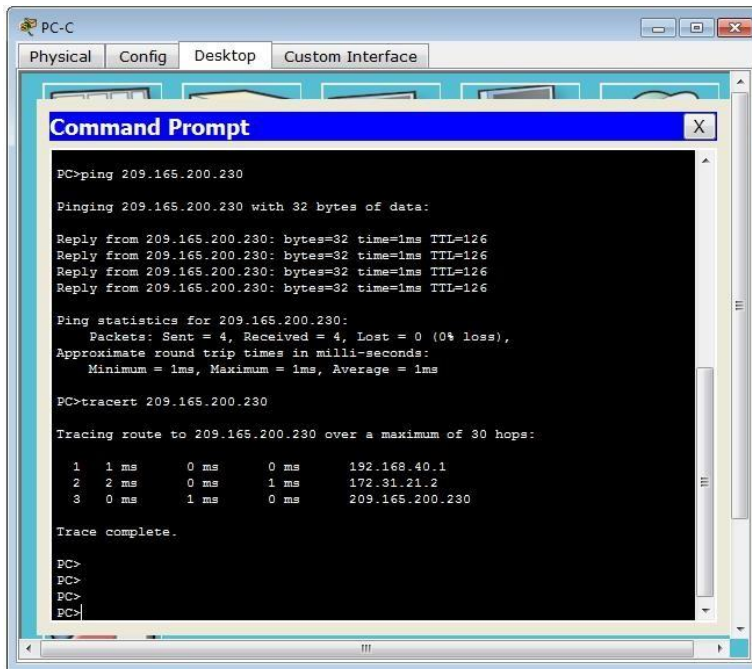 PC-C
Physical Config Desktop Custom Interface
Command Prompt X
PC>ping 209.165.200.230
Pinging 209.165.200.230 with 32 bytes of data:
Reply from 209.165.200.230: bytes=32 time=1ms TTL=126
Reply from 209.165.200.230: bytes=32 time=1ms TTL=126
Reply from 209.165.200.230: bytes=32 time=1ms TTL=126
Reply from 209.165.200.230: bytes=32 time=1ms TTL=126
Ping statistics for 209.165.200.230:
Packets: Sent = 4, Received = 4, Lost = 0 (0% loss),
Approximate round trip times in milli-seconds:
Minimum = 1ms, Maximum = 1ms, Average = 1ms
PC>tracert 209.165.200.230
Tracing route to 209.165.200.230 over a maximum of 30 hops:
1 1 ms 0 ms 0 ms 192.168.40.1
2 2 ms 0 ms 1 ms 172.31.21.2
3 0 ms 1 ms 0 ms 209.165.200.230
Trace complete.
PC>
PC>
PC>
PC>